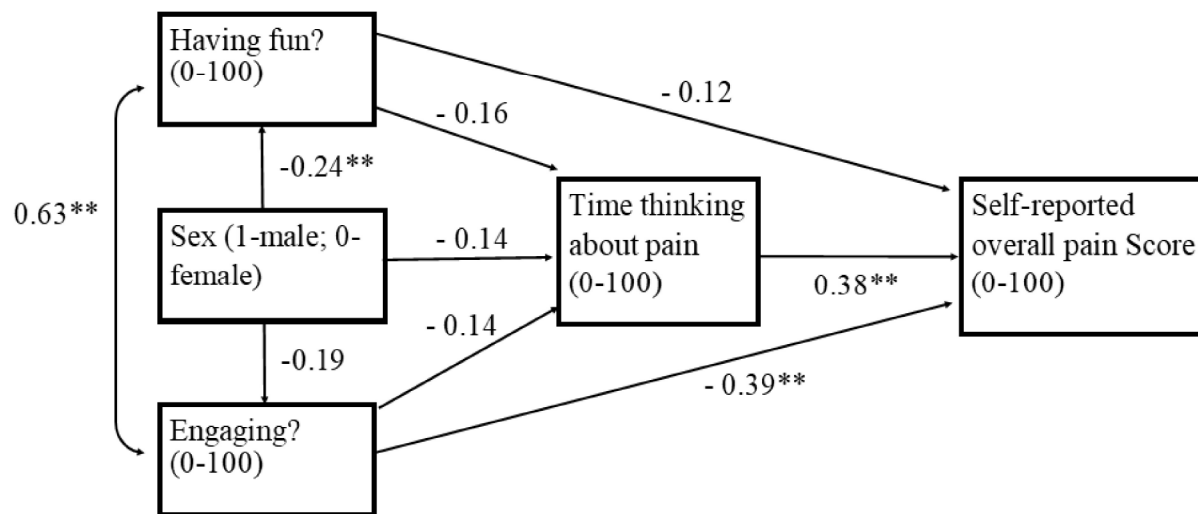 Having fun?
(0-100)
- 0.12
- 0.16
-0.24**
0.63**
Sex (1-male; 0-
female)
- 0.14
Time thinking
about pain
(0-100)
Self-reported
overall pain Score
(0-100)
0.38**
- 0.14
-0.19
- 0.39**
Engaging?
(0-100)